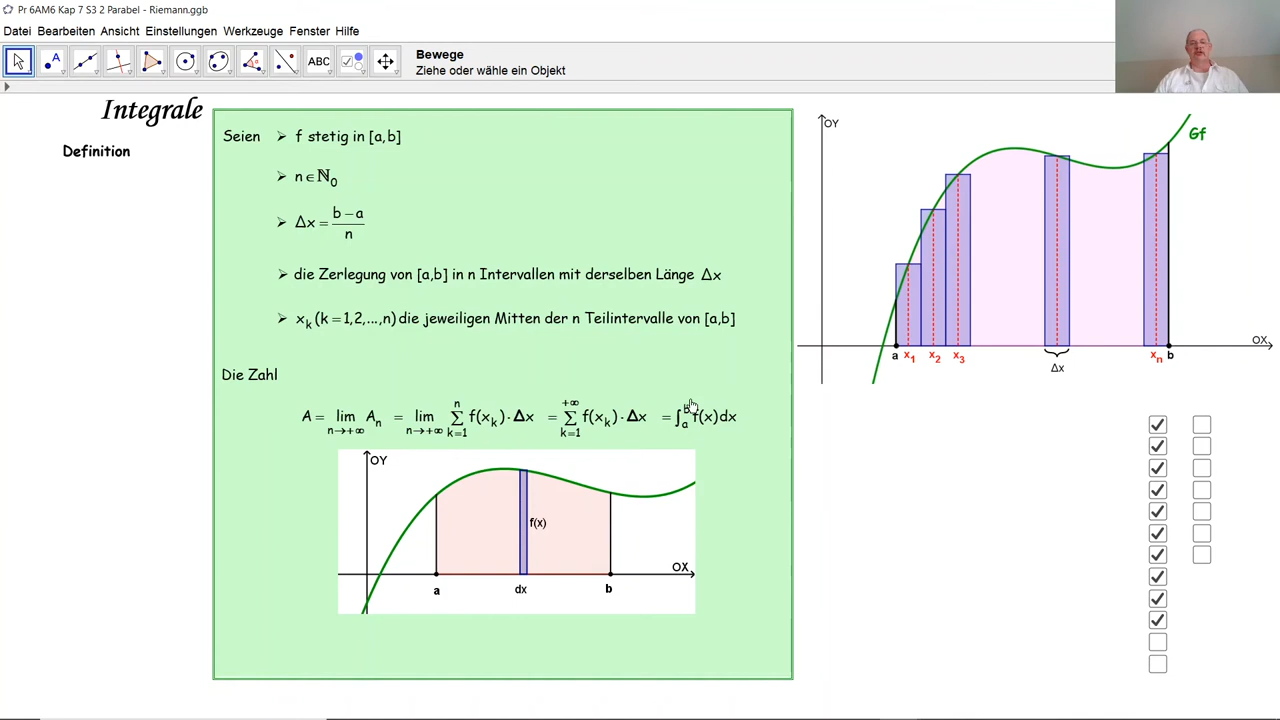 Pr 6AM6 Kap 7 S3 2 Parabel - Riemann.ggb
Datei Bearbeiten Ansicht Einstellungen Werkzeuge Fenster Hilfe
A
ABC
Bewege
Ziehe oder wähle ein Objekt
Integrale
Definition
Seien ➢ f stetig in [a,b]
➢ n∈ℕ₀
➢ Δx = (b−a)/n
➢ die Zerlegung von [a,b] in n Intervallen mit derselben Länge Δx
➢ xₖ (k=1,2,...,n) die jeweiligen Mitten der n Teilintervalle von [a,b]
Die Zahl
A = lim n→+∞ Aₙ = lim n→+∞ ∑ k=1 n f(xₖ)·Δx = ∑ k=1 +∞ f(xₖ)·Δx = ∫ₐᵇ f(x)dx
OY
f(x)
OX
a dx b
OY
Gf
OX
a x₁ x₂ x₃ xₙ b
Δx